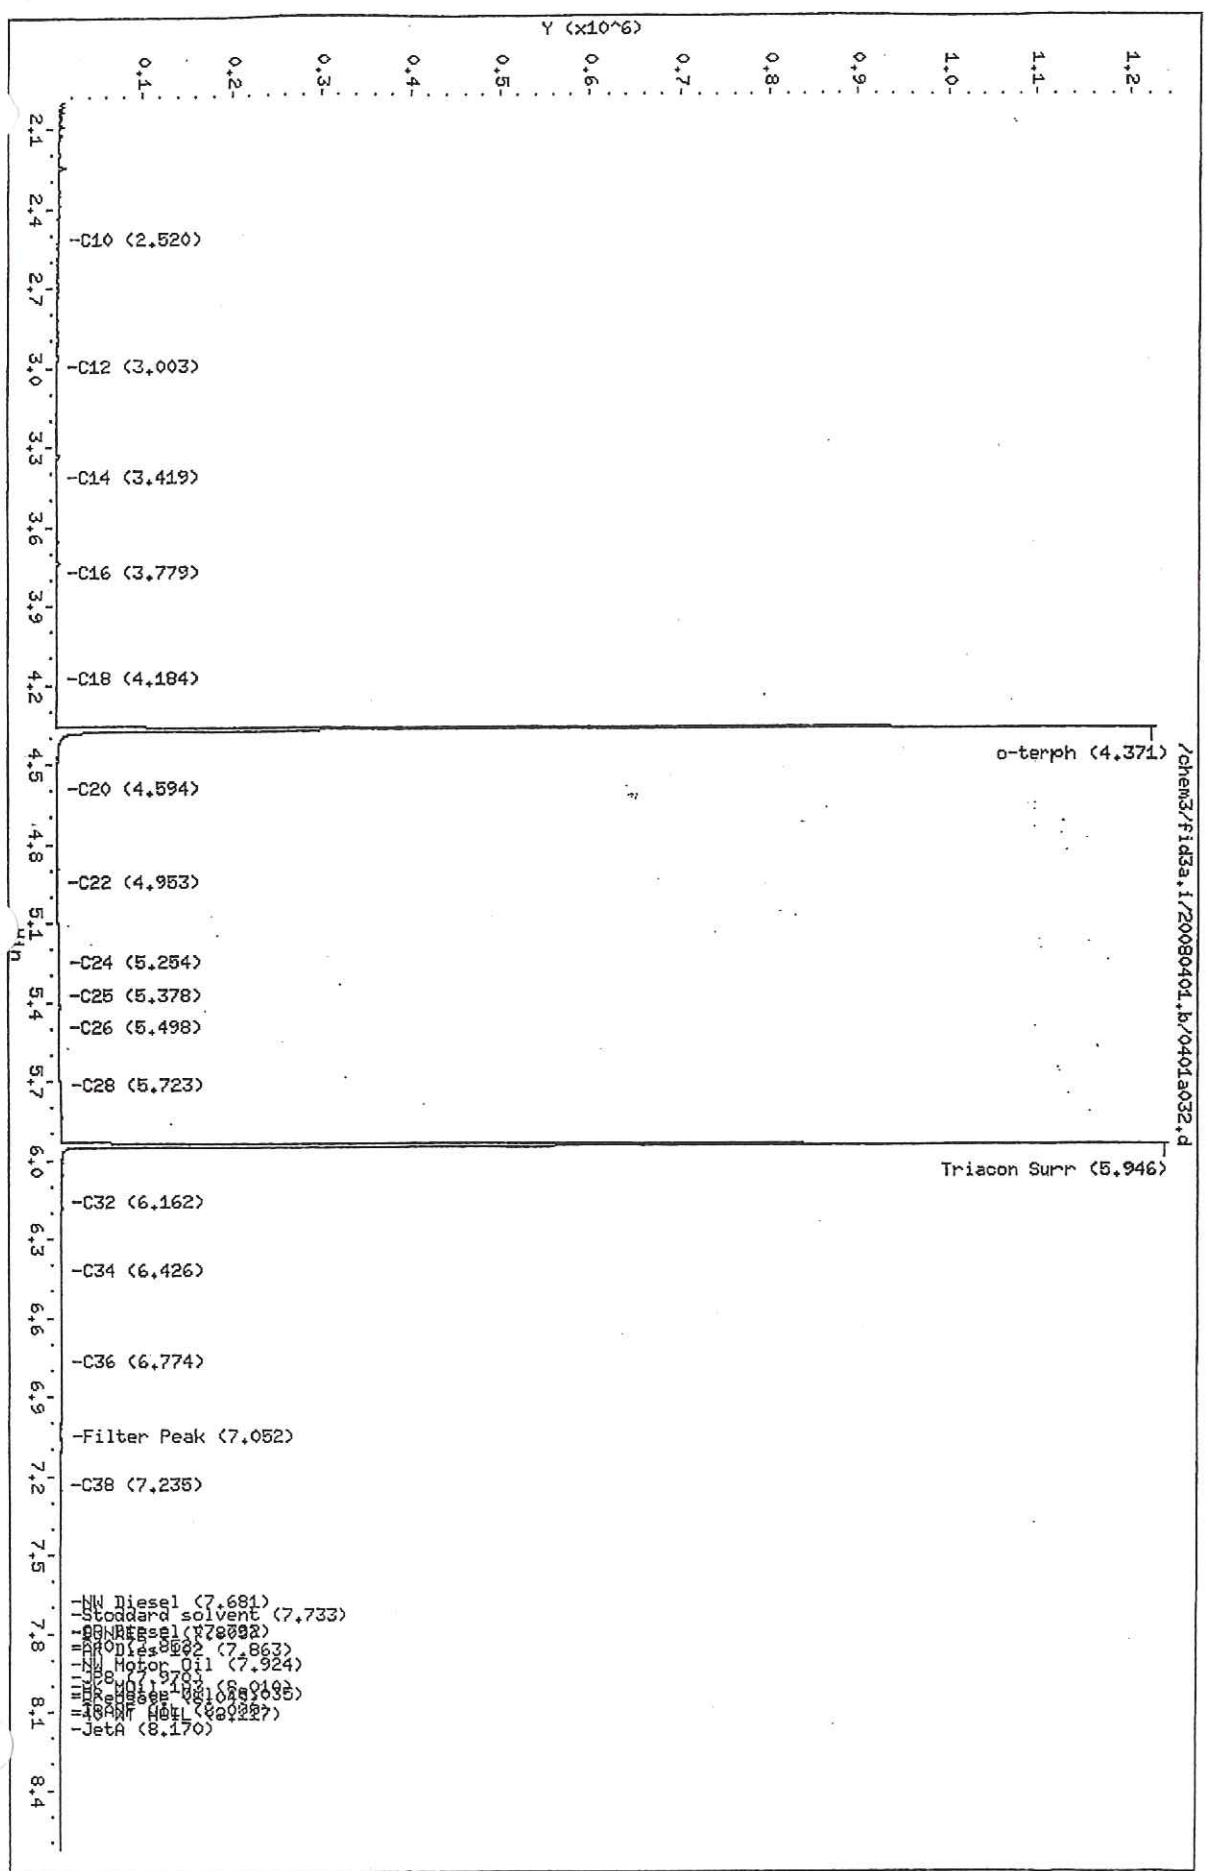 Y (x10^6)
0.1-
0.2-
0.3-
0.4-
0.5-
0.6-
0.7-
0.8-
0.9-
1.0-
1.1-
1.2-
2.1
2.4
-C10 (2.520)
2.7
3.0
-C12 (3.003)
3.3
-C14 (3.419)
3.6
-C16 (3.779)
3.9
4.2
-C18 (4.184)
o-terph (4.371)
/chem3/fid3a.i/20080401.b/0401a032.d
4.5
-C20 (4.594)
4.8
-C22 (4.953)
5.1
Min
-C24 (5.254)
-C25 (5.378)
5.4
-C26 (5.498)
5.7
-C28 (5.723)
Triacon Surr (5.946)
6.0
-C32 (6.162)
6.3
-C34 (6.426)
6.6
-C36 (6.774)
6.9
-Filter Peak (7.052)
7.2
-C38 (7.235)
7.5
-NW Diesel (7.681)
-Stoddard solvent (7.733)
7.8
(7.863)
-NW Motor Oil (7.924)
-JP8 (7.970)
8.1
-JetA (8.170)
8.4